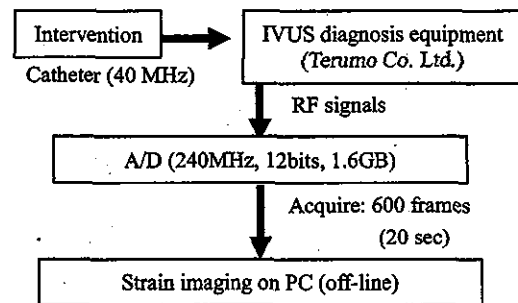 Intervention
Catheter (40 MHz)
IVUS diagnosis equipment
(Terumo Co. Ltd.)
RF signals
A/D (240MHz, 12bits, 1.6GB)
Acquire: 600 frames
(20 sec)
Strain imaging on PC (off-line)